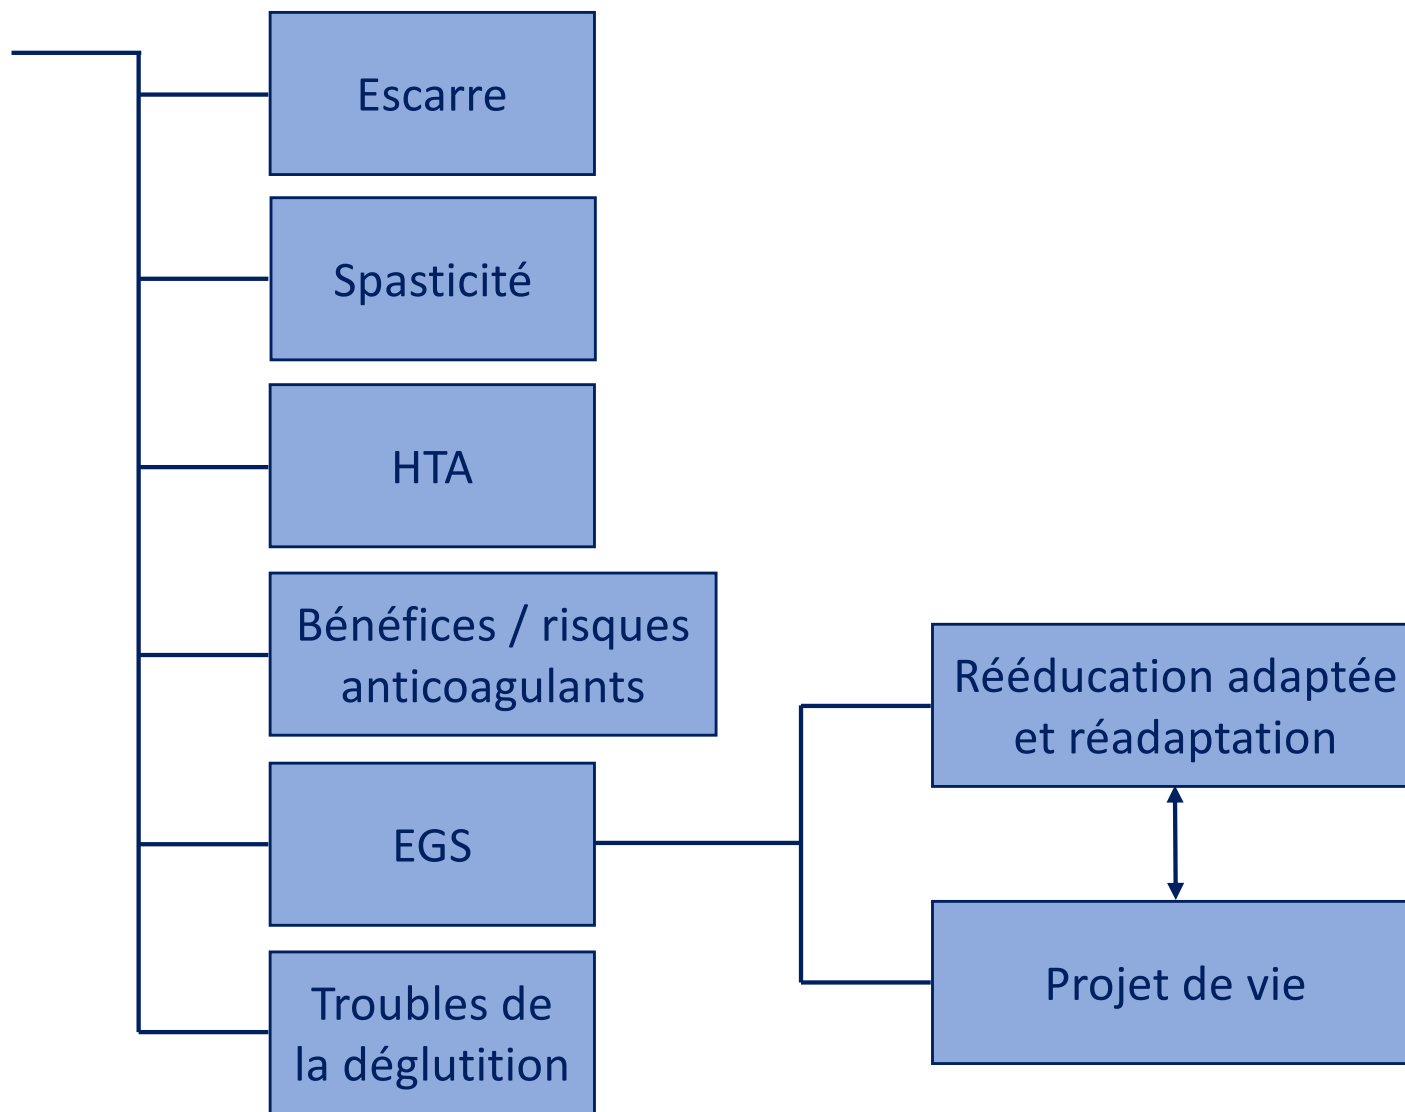 Escarre
Spasticité
HTA
Bénéfices / risques
anticoagulants
Rééducation adaptée
et réadaptation
EGS
Projet de vie
Troubles de
la déglutition